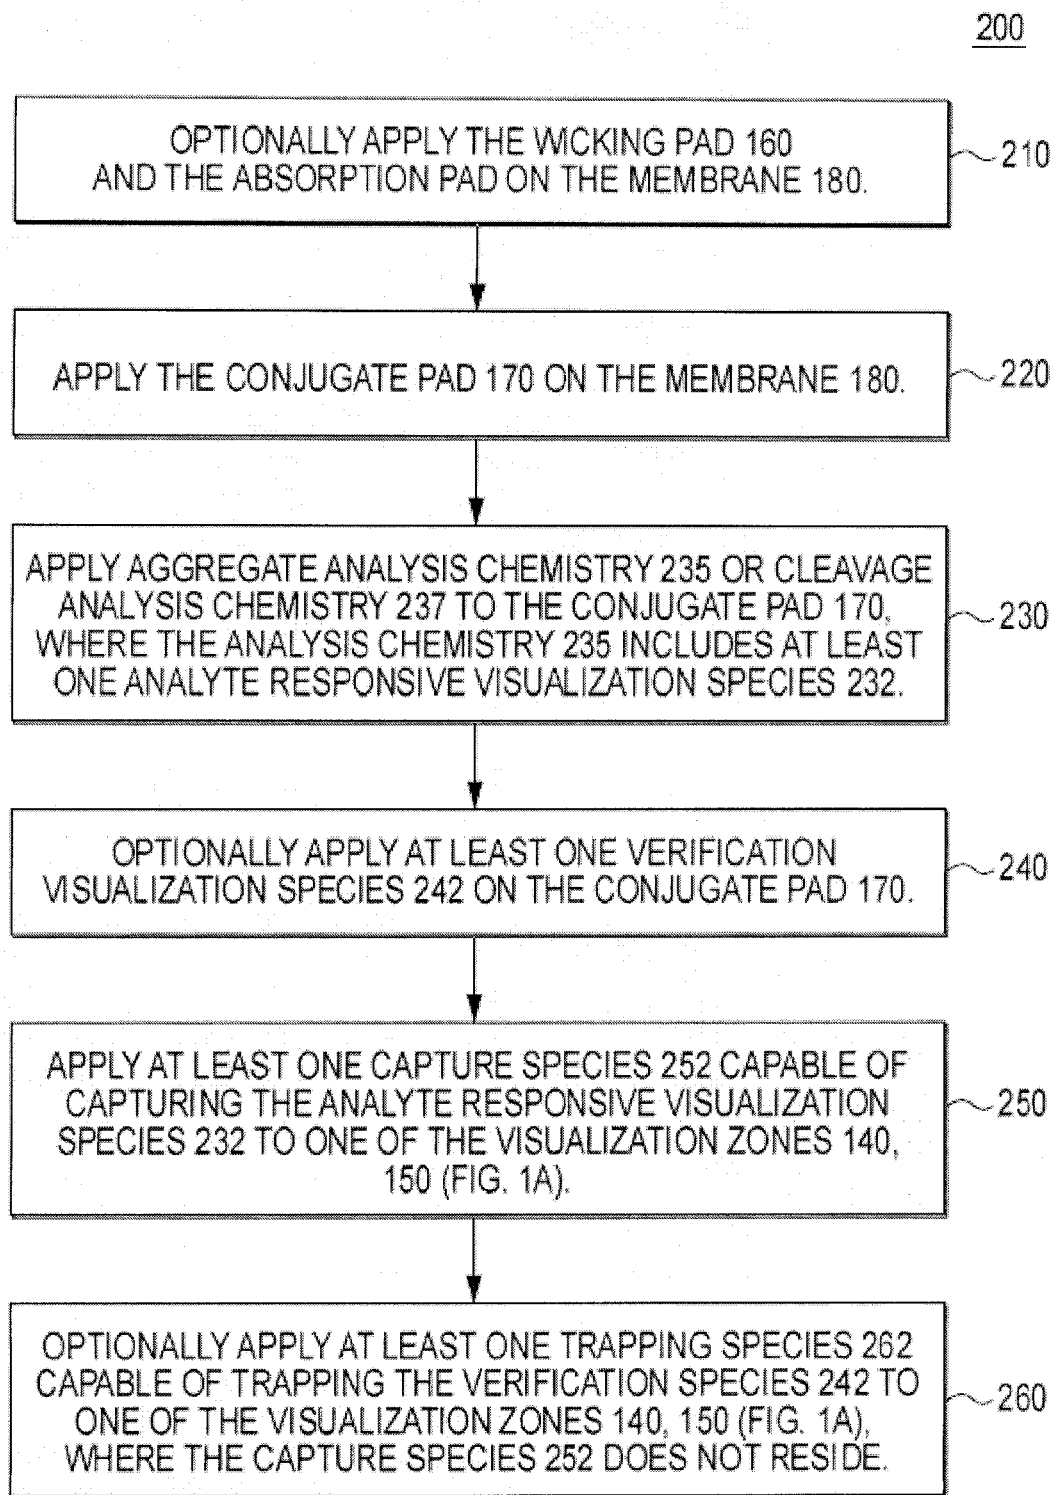 200
OPTIONALLY APPLY THE WICKING PAD 160
AND THE ABSORPTION PAD ON THE MEMBRANE 180.
210
APPLY THE CONJUGATE PAD 170 ON THE MEMBRANE 180.
220
APPLY AGGREGATE ANALYSIS CHEMISTRY 235 OR CLEAVAGE
ANALYSIS CHEMISTRY 237 TO THE CONJUGATE PAD 170,
WHERE THE ANALYSIS CHEMISTRY 235 INCLUDES AT LEAST
ONE ANALYTE RESPONSIVE VISUALIZATION SPECIES 232.
230
OPTIONALLY APPLY AT LEAST ONE VERIFICATION
VISUALIZATION SPECIES 242 ON THE CONJUGATE PAD 170.
240
APPLY AT LEAST ONE CAPTURE SPECIES 252 CAPABLE OF
CAPTURING THE ANALYTE RESPONSIVE VISUALIZATION
SPECIES 232 TO ONE OF THE VISUALIZATION ZONES 140,
150 (FIG. 1A).
250
OPTIONALLY APPLY AT LEAST ONE TRAPPING SPECIES 262
CAPABLE OF TRAPPING THE VERIFICATION SPECIES 242 TO
ONE OF THE VISUALIZATION ZONES 140, 150 (FIG. 1A),
WHERE THE CAPTURE SPECIES 252 DOES NOT RESIDE.
260